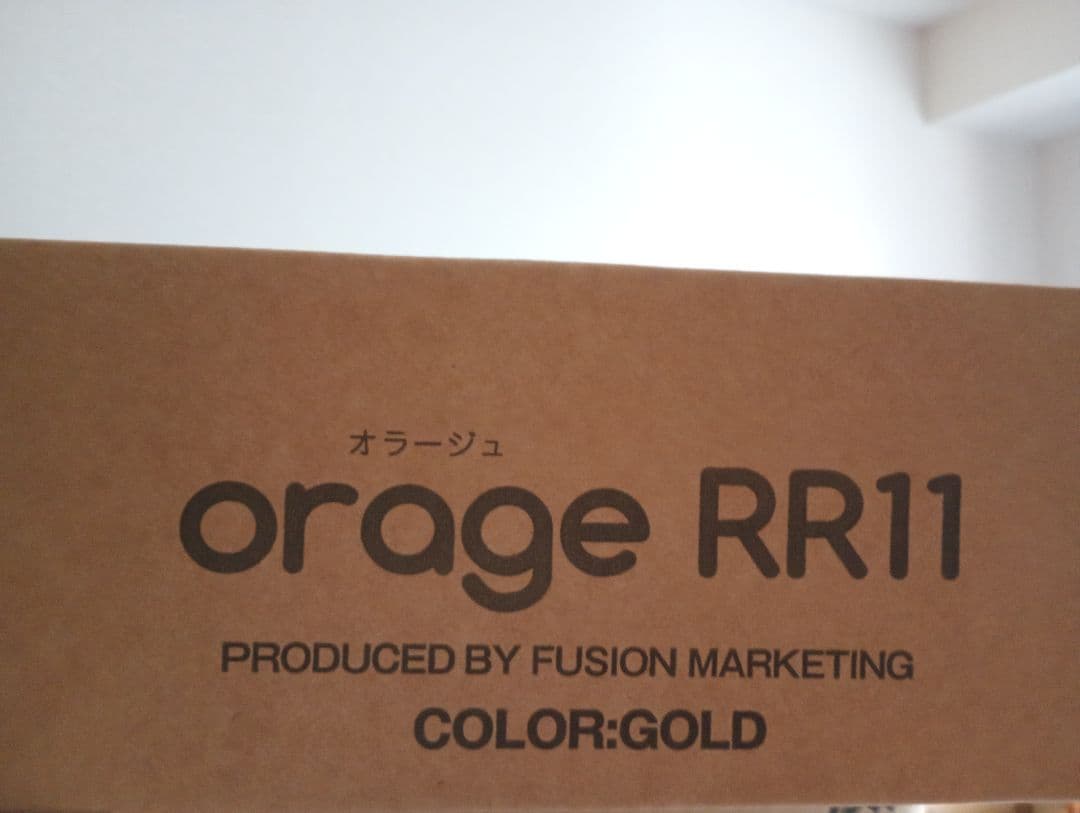 オラージュ
orage RR11
PRODUCED BY FUSION MARKETING
COLOR:GOLD